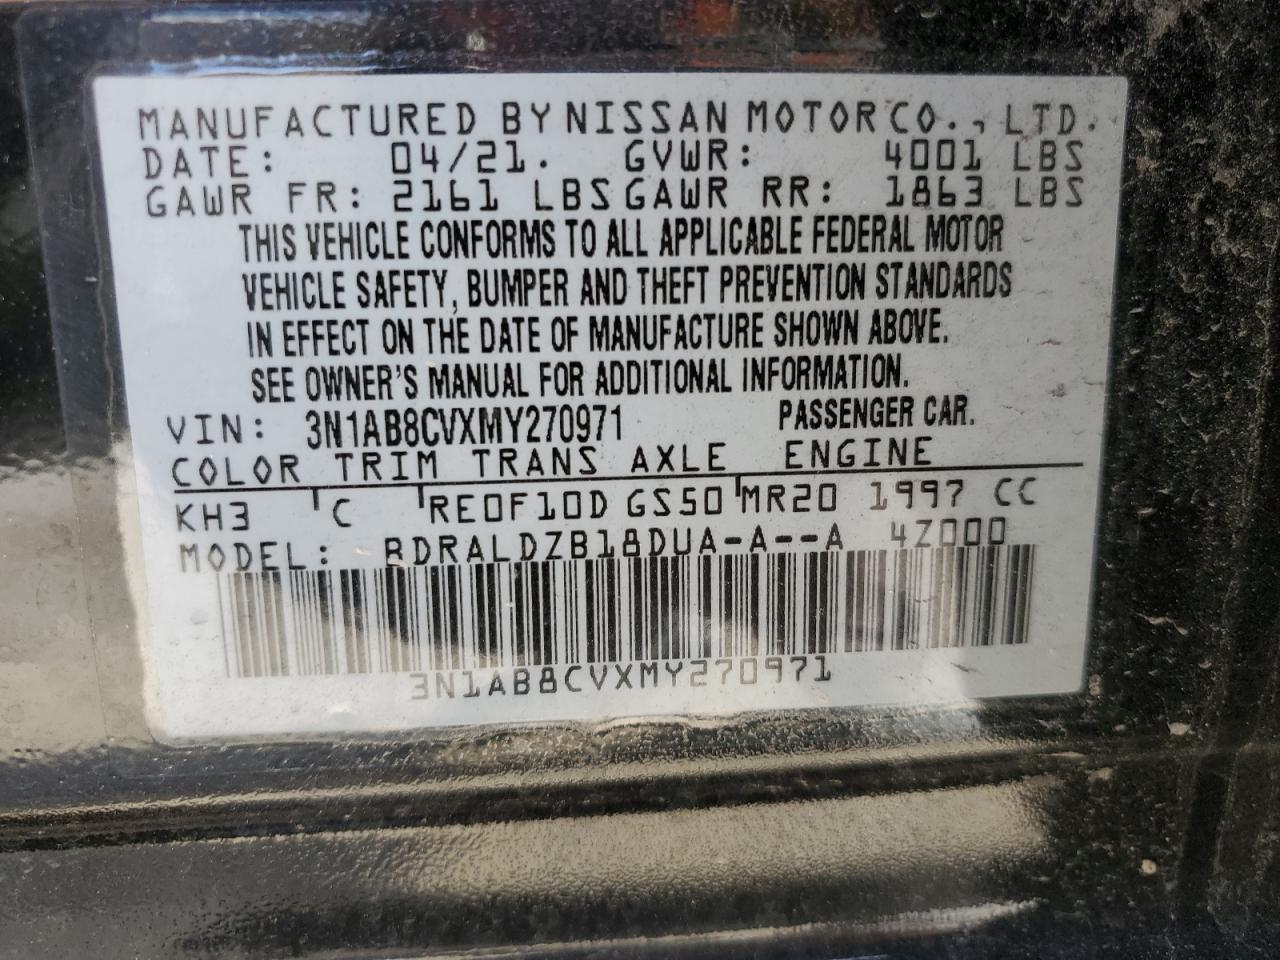 MANUFACTURED BY NISSAN MOTOR CO., LTD.
DATE: 04/21. GVWR: 4001 LBS
GAWR FR: 2161 LBS GAWR RR: 1863 LBS
THIS VEHICLE CONFORMS TO ALL APPLICABLE FEDERAL MOTOR
VEHICLE SAFETY, BUMPER AND THEFT PREVENTION STANDARDS
IN EFFECT ON THE DATE OF MANUFACTURE SHOWN ABOVE.
SEE OWNER'S MANUAL FOR ADDITIONAL INFORMATION.
VIN: 3N1AB8CVXMY270971 PASSENGER CAR.
COLOR TRIM TRANS AXLE ENGINE
KH3 C RE0F10D GS50 MR20 1997 CC
MODEL: BDRALDZB18DUA-A--A 4Z000
3N1AB8CVXMY270971